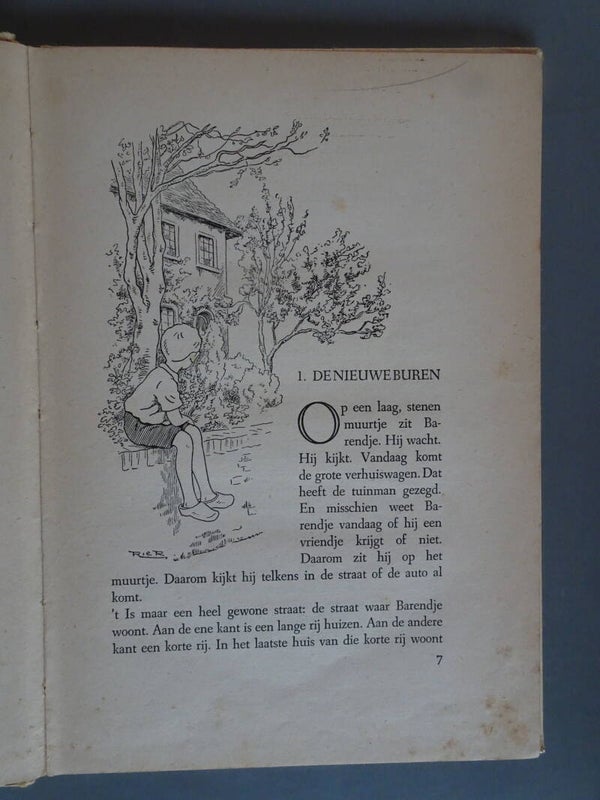 1. DE NIEUWE BUREN
Op een laag, stenen
muurtje zit Ba-
rendje. Hij wacht.
Hij kijkt. Vandaag komt
de grote verhuiswagen. Dat
heeft de tuinman gezegd.
En misschien weet Ba-
rendje vandaag of hij een
vriendje krijgt of niet.
Daarom zit hij op het
muurtje. Daarom kijkt hij telkens in de straat of de auto al
komt.
't Is maar een heel gewone straat: de straat waar Barendje
woont. Aan de ene kant is een lange rij huizen. Aan de andere
kant een korte rij. In het laatste huis van die korte rij woont
RIE R.
7